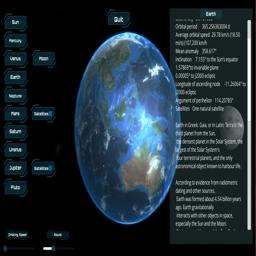 Sun
Quit
Earth
Mercury
Venus
Moon
Earth
Neptune
Mars
Satellites
Saturn
Uranus
Jupiter
Satellites
Pluto
Orbiting Speed
Sound
Orbital period 365.256363004 d
Average orbital speed 29.78 km/s (18.50
mi/s) (107,200 km/h)
Mean anomaly 358.617°
Inclination 7.155° to the Sun's equator
1.57869° to invariable plane
0.00005° to J2000 ecliptic
Longitude of ascending node -11.26064° to
J2000 ecliptic
Argument of perihelion 114.20783°
Satellites One natural satellite
Earth in Greek: Gaia, or in Latin: Terra is the
third planet from the Sun,
the densest planet in the Solar System, the
largest of the Solar System's
four terrestrial planets, and the only
astronomical object known to harbor life.
According to evidence from radiometric
dating and other sources,
Earth was formed about 4.54 billion years
ago. Earth gravitationally
interacts with other objects in space,
especially the Sun and the Moon.